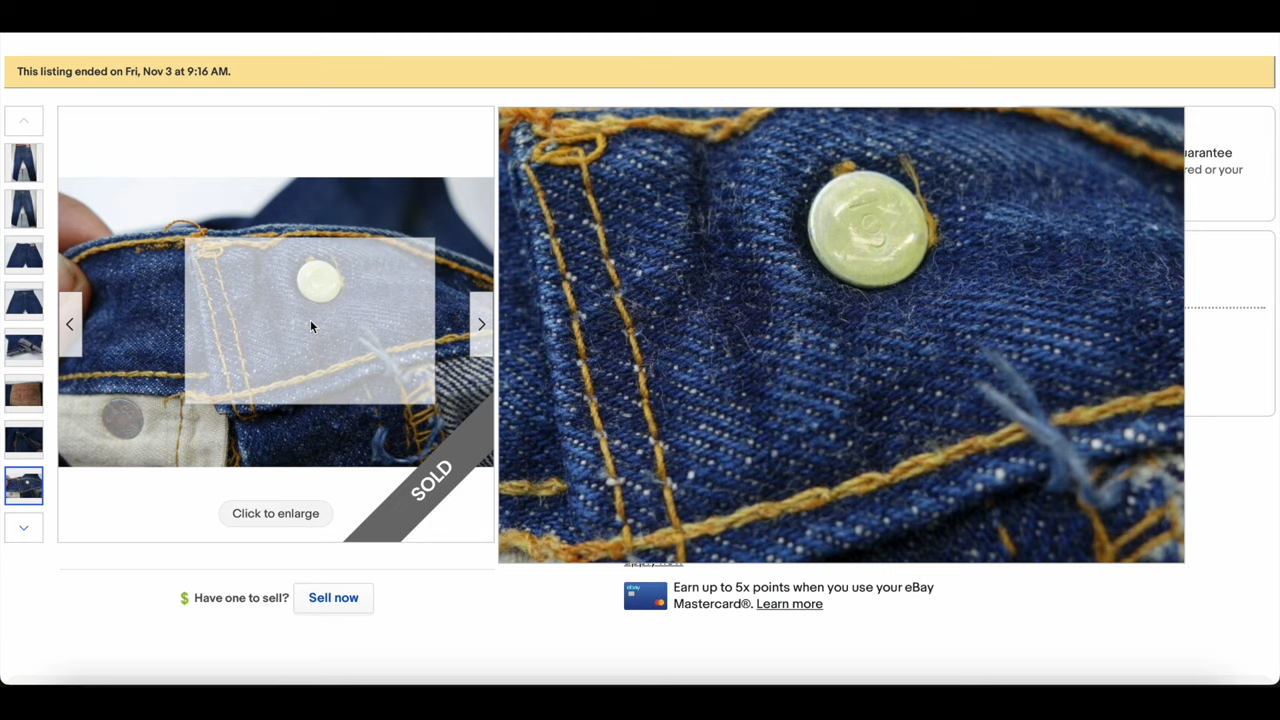 This listing ended on Fri, Nov 3 at 9:16 AM.
uarantee
red or your
SOLD
Click to enlarge
Have one to sell?
Sell now
Earn up to 5x points when you use your eBay
Mastercard®. Learn more
ebay